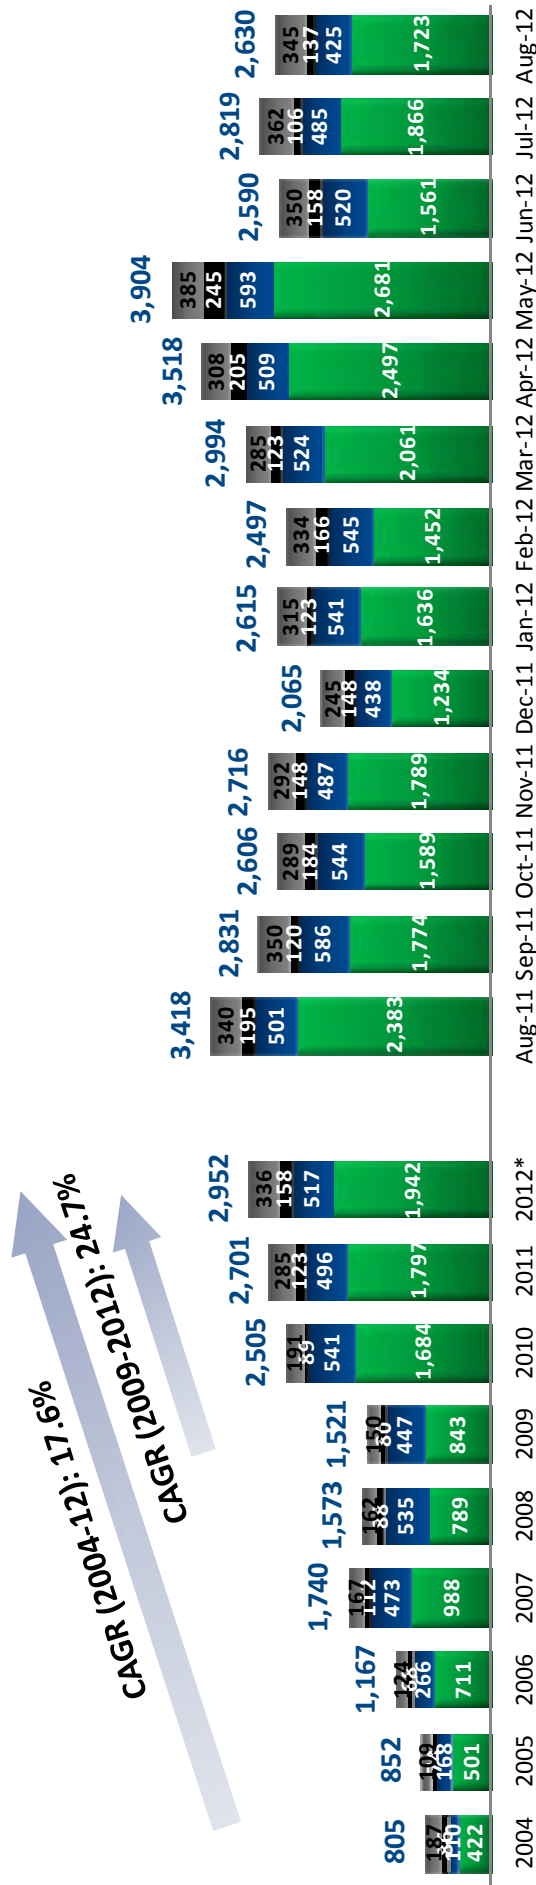 CAGR (2004-12): 17.6%
CAGR (2009-2012): 24.7%
805 852 1,167 1,740 1,573 1,521 2,505 2,701 2,952 3,418 2,831 2,606 2,716 2,065 2,615 2,497 2,994 3,518 3,904 2,590 2,819 2,630
187 109 124 167 162 150 191 285 336 340 350 289 292 245 315 334 285 308 385 350 362 345
112 88 80 89 123 158 195 120 184 148 148 123 166 123 205 245 158 106 137
110 168 266 473 535 447 541 496 517 501 586 544 487 438 541 545 524 509 593 520 485 425
422 501 711 988 789 843 1,684 1,797 1,942 2,383 1,774 1,589 1,789 1,234 1,636 1,452 2,061 2,497 2,681 1,561 1,866 1,723
2004 2005 2006 2007 2008 2009 2010 2011 2012* Aug-11 Sep-11 Oct-11 Nov-11 Dec-11 Jan-12 Feb-12 Mar-12 Apr-12 May-12 Jun-12 Jul-12 Aug-12